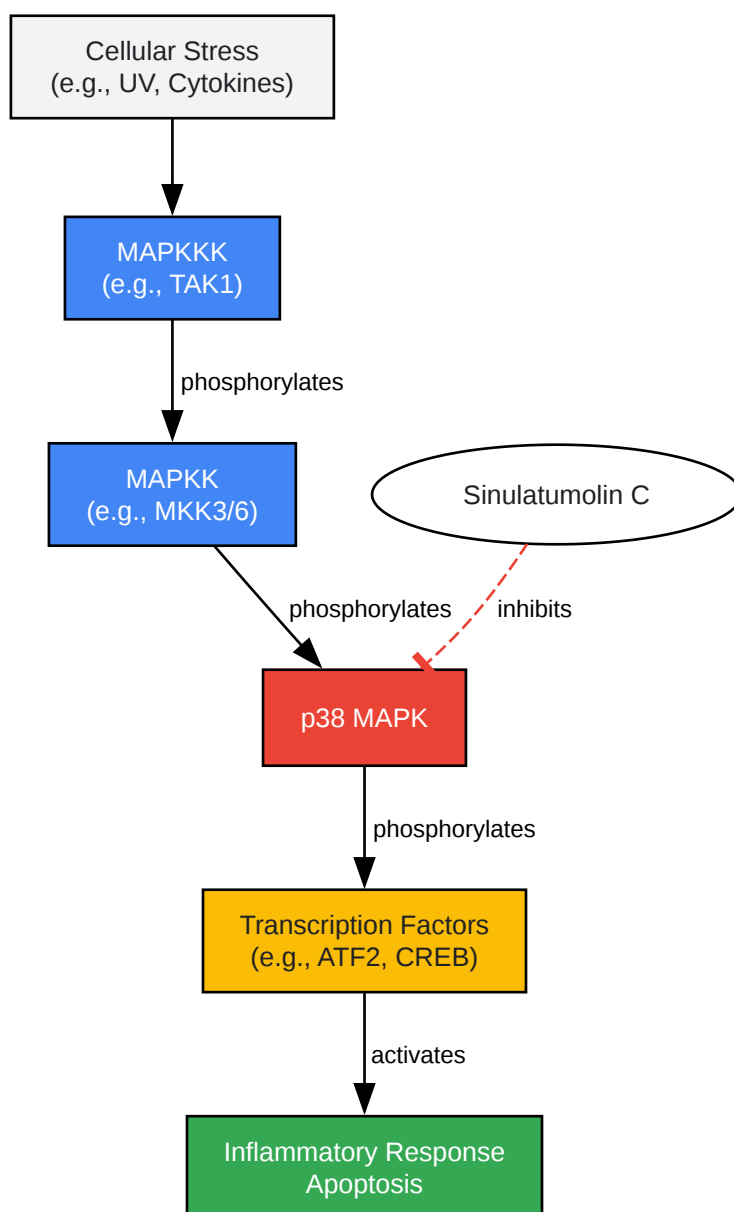 Cellular Stress
(e.g., UV, Cytokines)
MAPKKK
(e.g., TAK1)
phosphorylates
MAPKK
(e.g., MKK3/6)
Sinulatumolin C
phosphorylates
inhibits
p38 MAPK
phosphorylates
Transcription Factors
(e.g., ATF2, CREB)
activates
Inflammatory Response
Apoptosis